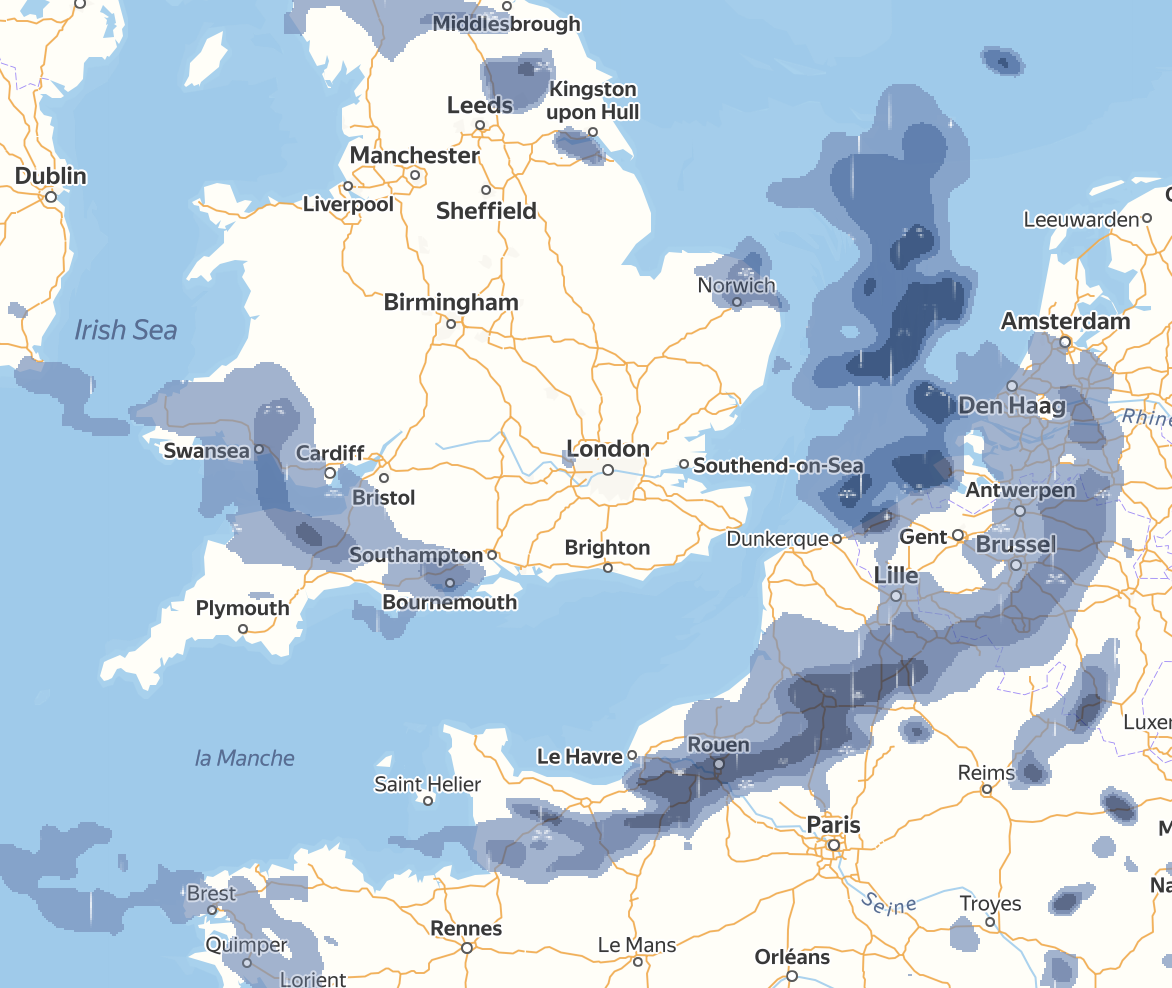 Middlesbrough
Kingston
upon Hull
Leeds
Manchester
Dublin
Liverpool
Sheffield
Leeuwarden
Norwich
Birmingham
Irish Sea
Amsterdam
Den Haag
Rhine
Swansea
Cardiff
London
Southend-on-Sea
Bristol
Antwerpen
Dunkerque
Gent
Brussel
Southampton
Brighton
Lille
Bournemouth
Plymouth
la Manche
Le Havre
Rouen
Luxer
Saint Helier
Reims
Paris
M
Brest
Na
Seine
Troyes
Quimper
Rennes
Le Mans
Orléans
Lorient